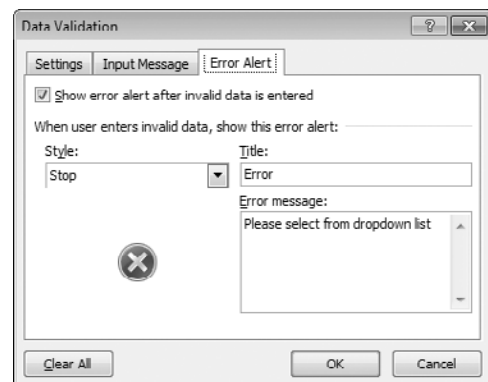 Data Validation
Settings Input Message Error Alert
Show error alert after invalid data is entered
When user enters invalid data, show this error alert:
Style: Title:
Stop Error
Error message:
Please select from dropdown list
Clear All OK Cancel